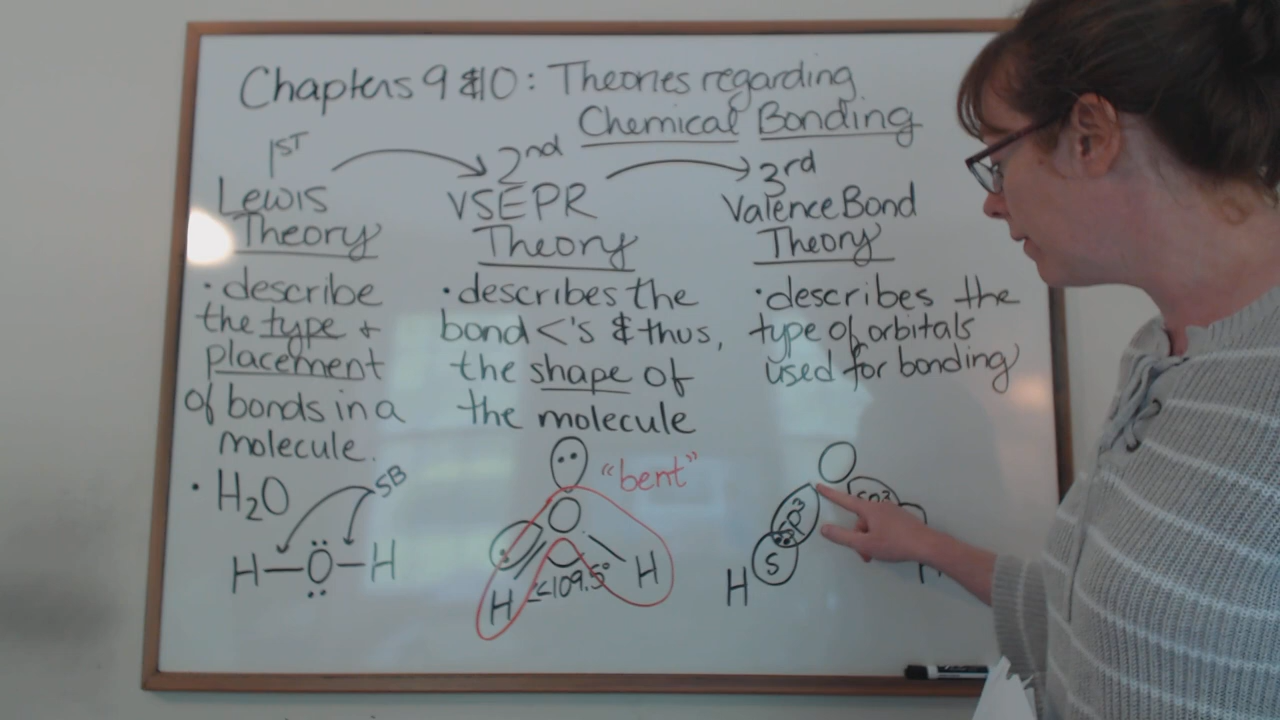 Chapters 9 & 10: Theories regarding
Chemical Bonding
1ST
Lewis
Theory
• describe
the type +
placement
of bonds in a
molecule.
• H2O
SB
H—Ö—H
2nd
VSEPR
Theory
• describes the
bond <'s & thus,
the shape of
the molecule
"bent"
O
H
H
<109.5°
3rd
Valence Bond
Theory
• describes the
type of orbitals
used for bonding
O
sp3
sp3
s
H